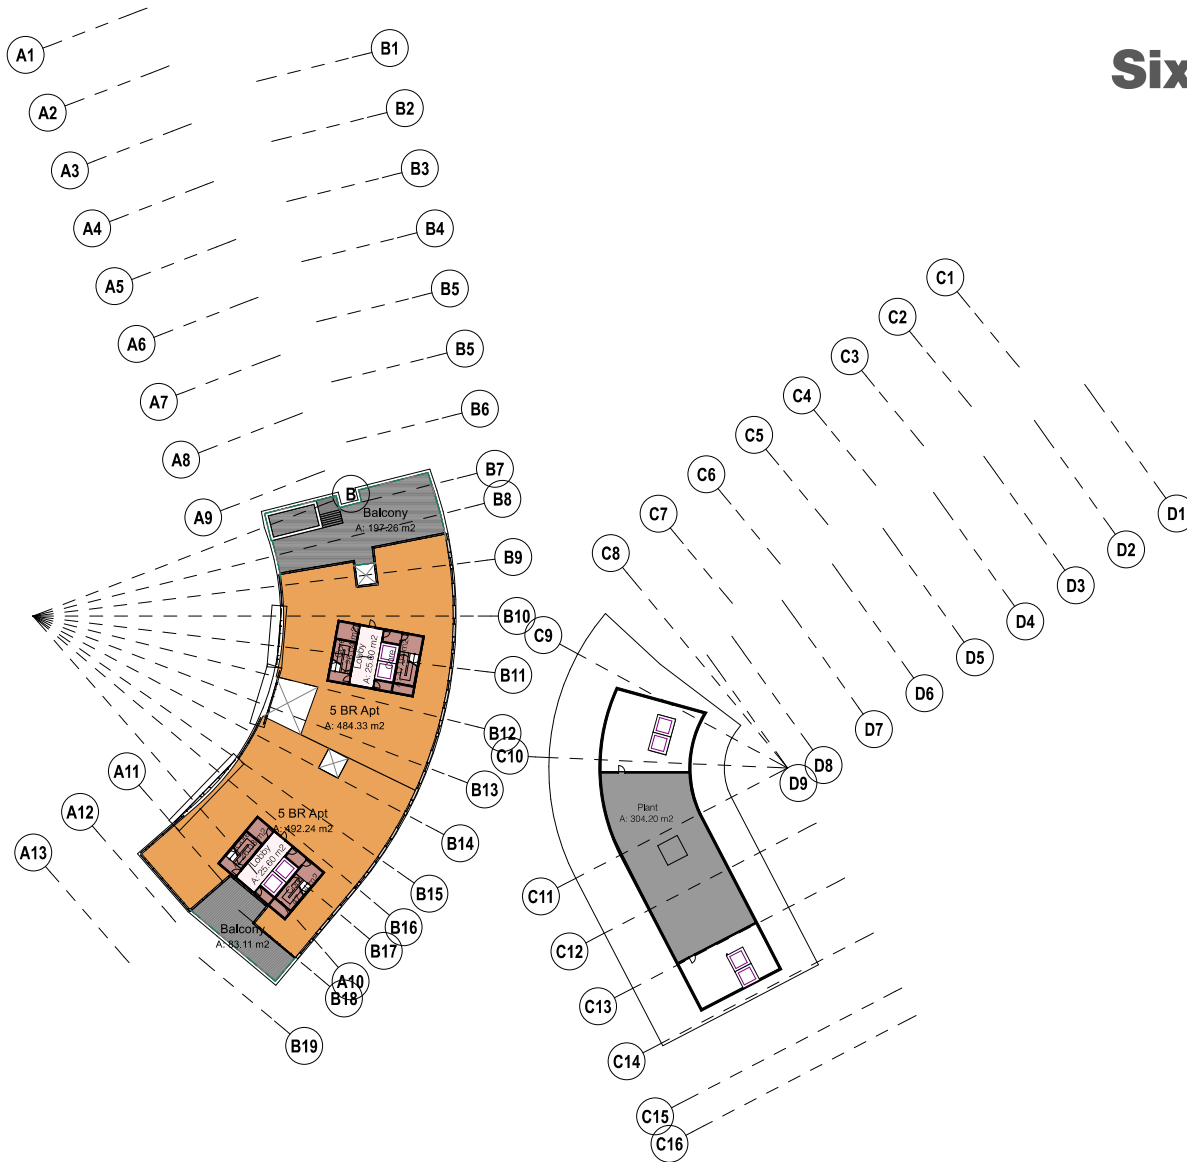 Six
A1
A2
A3
A4
A5
A6
A7
A8
A9
B1
B2
B3
B4
B5
B5
B6
B7
B8
B
B9
B10
B11
B12
B13
B14
B15
B16
B17
A10
B18
B19
A11
A12
A13
Balcony
A: 197.26 m2
Lobby
A: 25.60 m2
5 BR Apt
A: 484.33 m2
5 BR Apt
A: 492.24 m2
Lobby
A: 25.60 m2
Balcony
A: 83.11 m2
C1
C2
C3
C4
C5
C6
C7
C8
C9
C10
C11
C12
C13
C14
C15
C16
D1
D2
D3
D4
D5
D6
D7
D8
D9
Plant
A: 304.20 m2